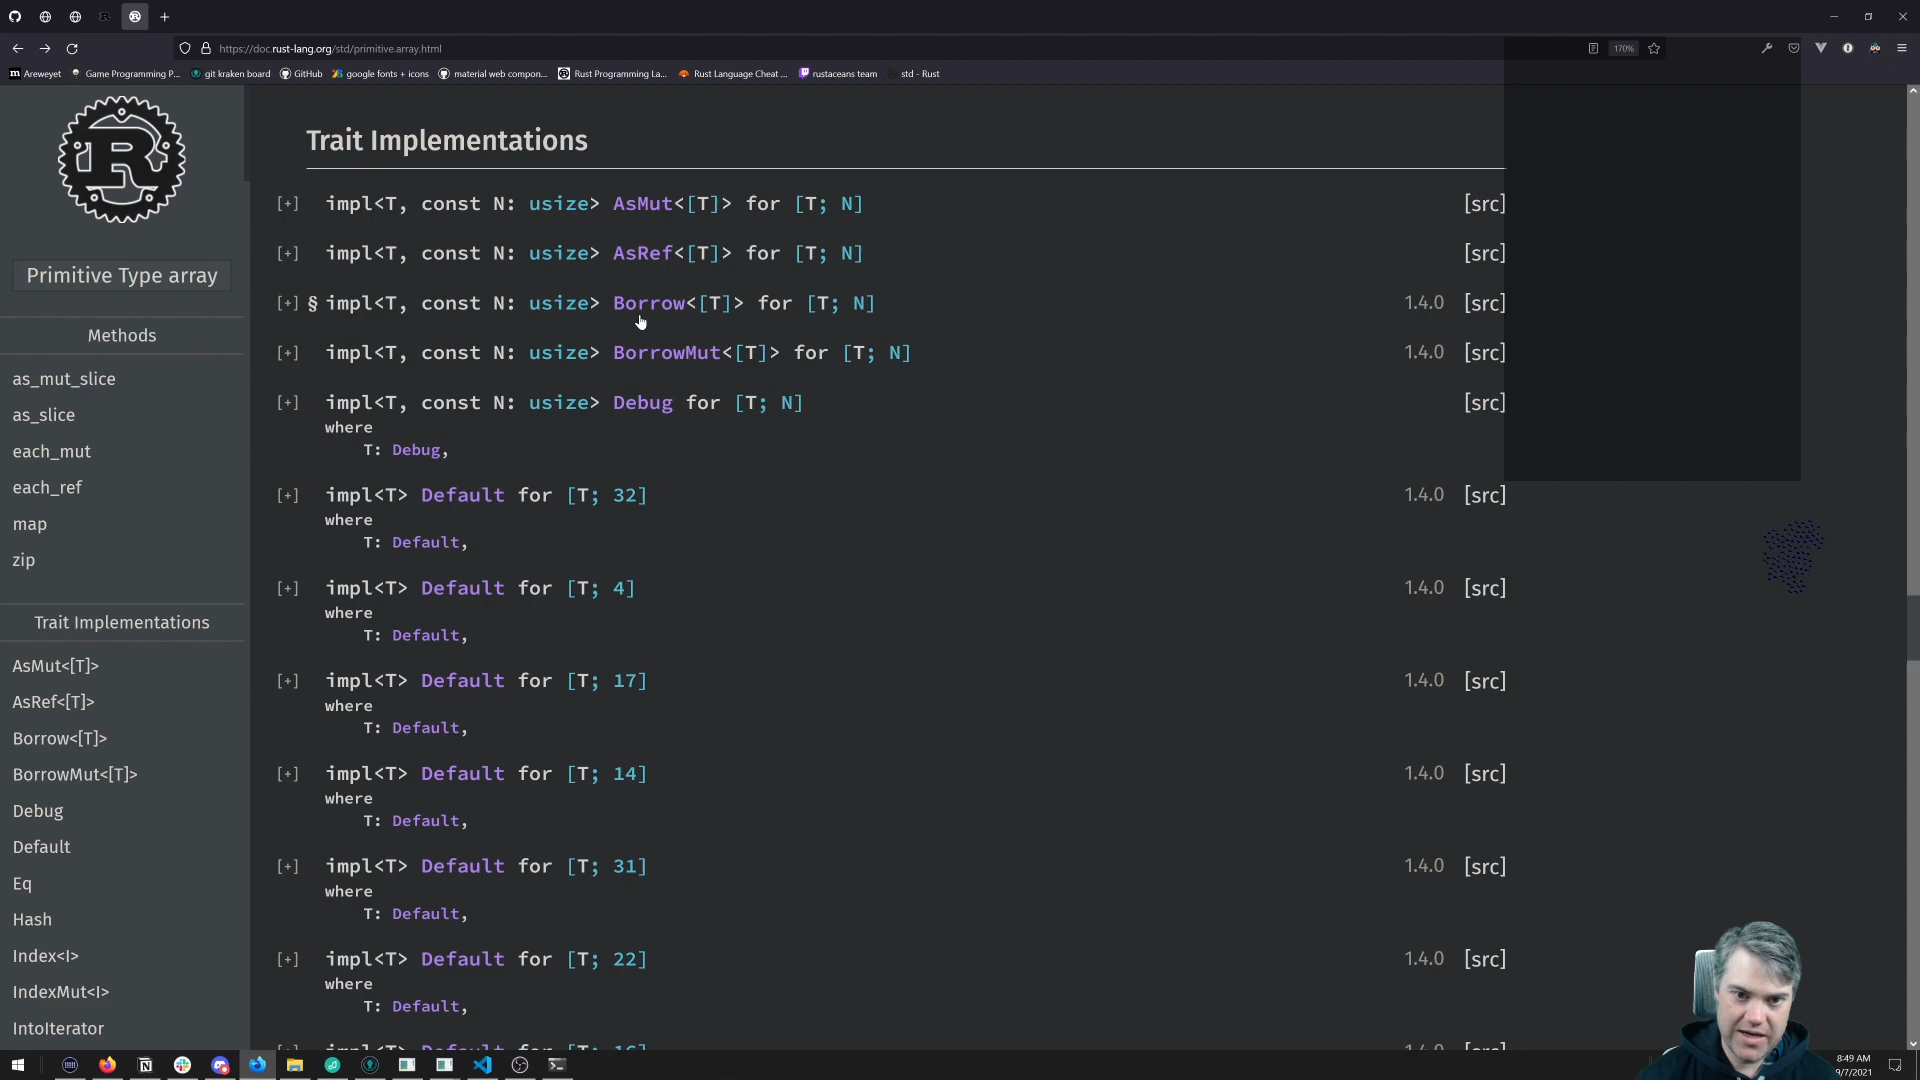 https://doc.rust-lang.org/std/primitive.array.html
170%
Areweyet
Game Programming P...
git kraken board
GitHub
google fonts + icons
material web compon...
Rust Programming La...
Rust Language Cheat ...
rustaceans team
std - Rust
R
Primitive Type array
Methods
as_mut_slice
as_slice
each_mut
each_ref
map
zip
Trait Implementations
AsMut<[T]>
AsRef<[T]>
Borrow<[T]>
BorrowMut<[T]>
Debug
Default
Eq
Hash
Index<I>
IndexMut<I>
IntoIterator
Trait Implementations
[+] impl<T, const N: usize> AsMut<[T]> for [T; N] [src]
[+] impl<T, const N: usize> AsRef<[T]> for [T; N] [src]
[+] § impl<T, const N: usize> Borrow<[T]> for [T; N] 1.4.0 [src]
[+] impl<T, const N: usize> BorrowMut<[T]> for [T; N] 1.4.0 [src]
[+] impl<T, const N: usize> Debug for [T; N] [src]
where
T: Debug,
[+] impl<T> Default for [T; 32] 1.4.0 [src]
where
T: Default,
[+] impl<T> Default for [T; 4] 1.4.0 [src]
where
T: Default,
[+] impl<T> Default for [T; 17] 1.4.0 [src]
where
T: Default,
[+] impl<T> Default for [T; 14] 1.4.0 [src]
where
T: Default,
[+] impl<T> Default for [T; 31] 1.4.0 [src]
where
T: Default,
[+] impl<T> Default for [T; 22] 1.4.0 [src]
where
T: Default,
8:49 AM
9/7/2021